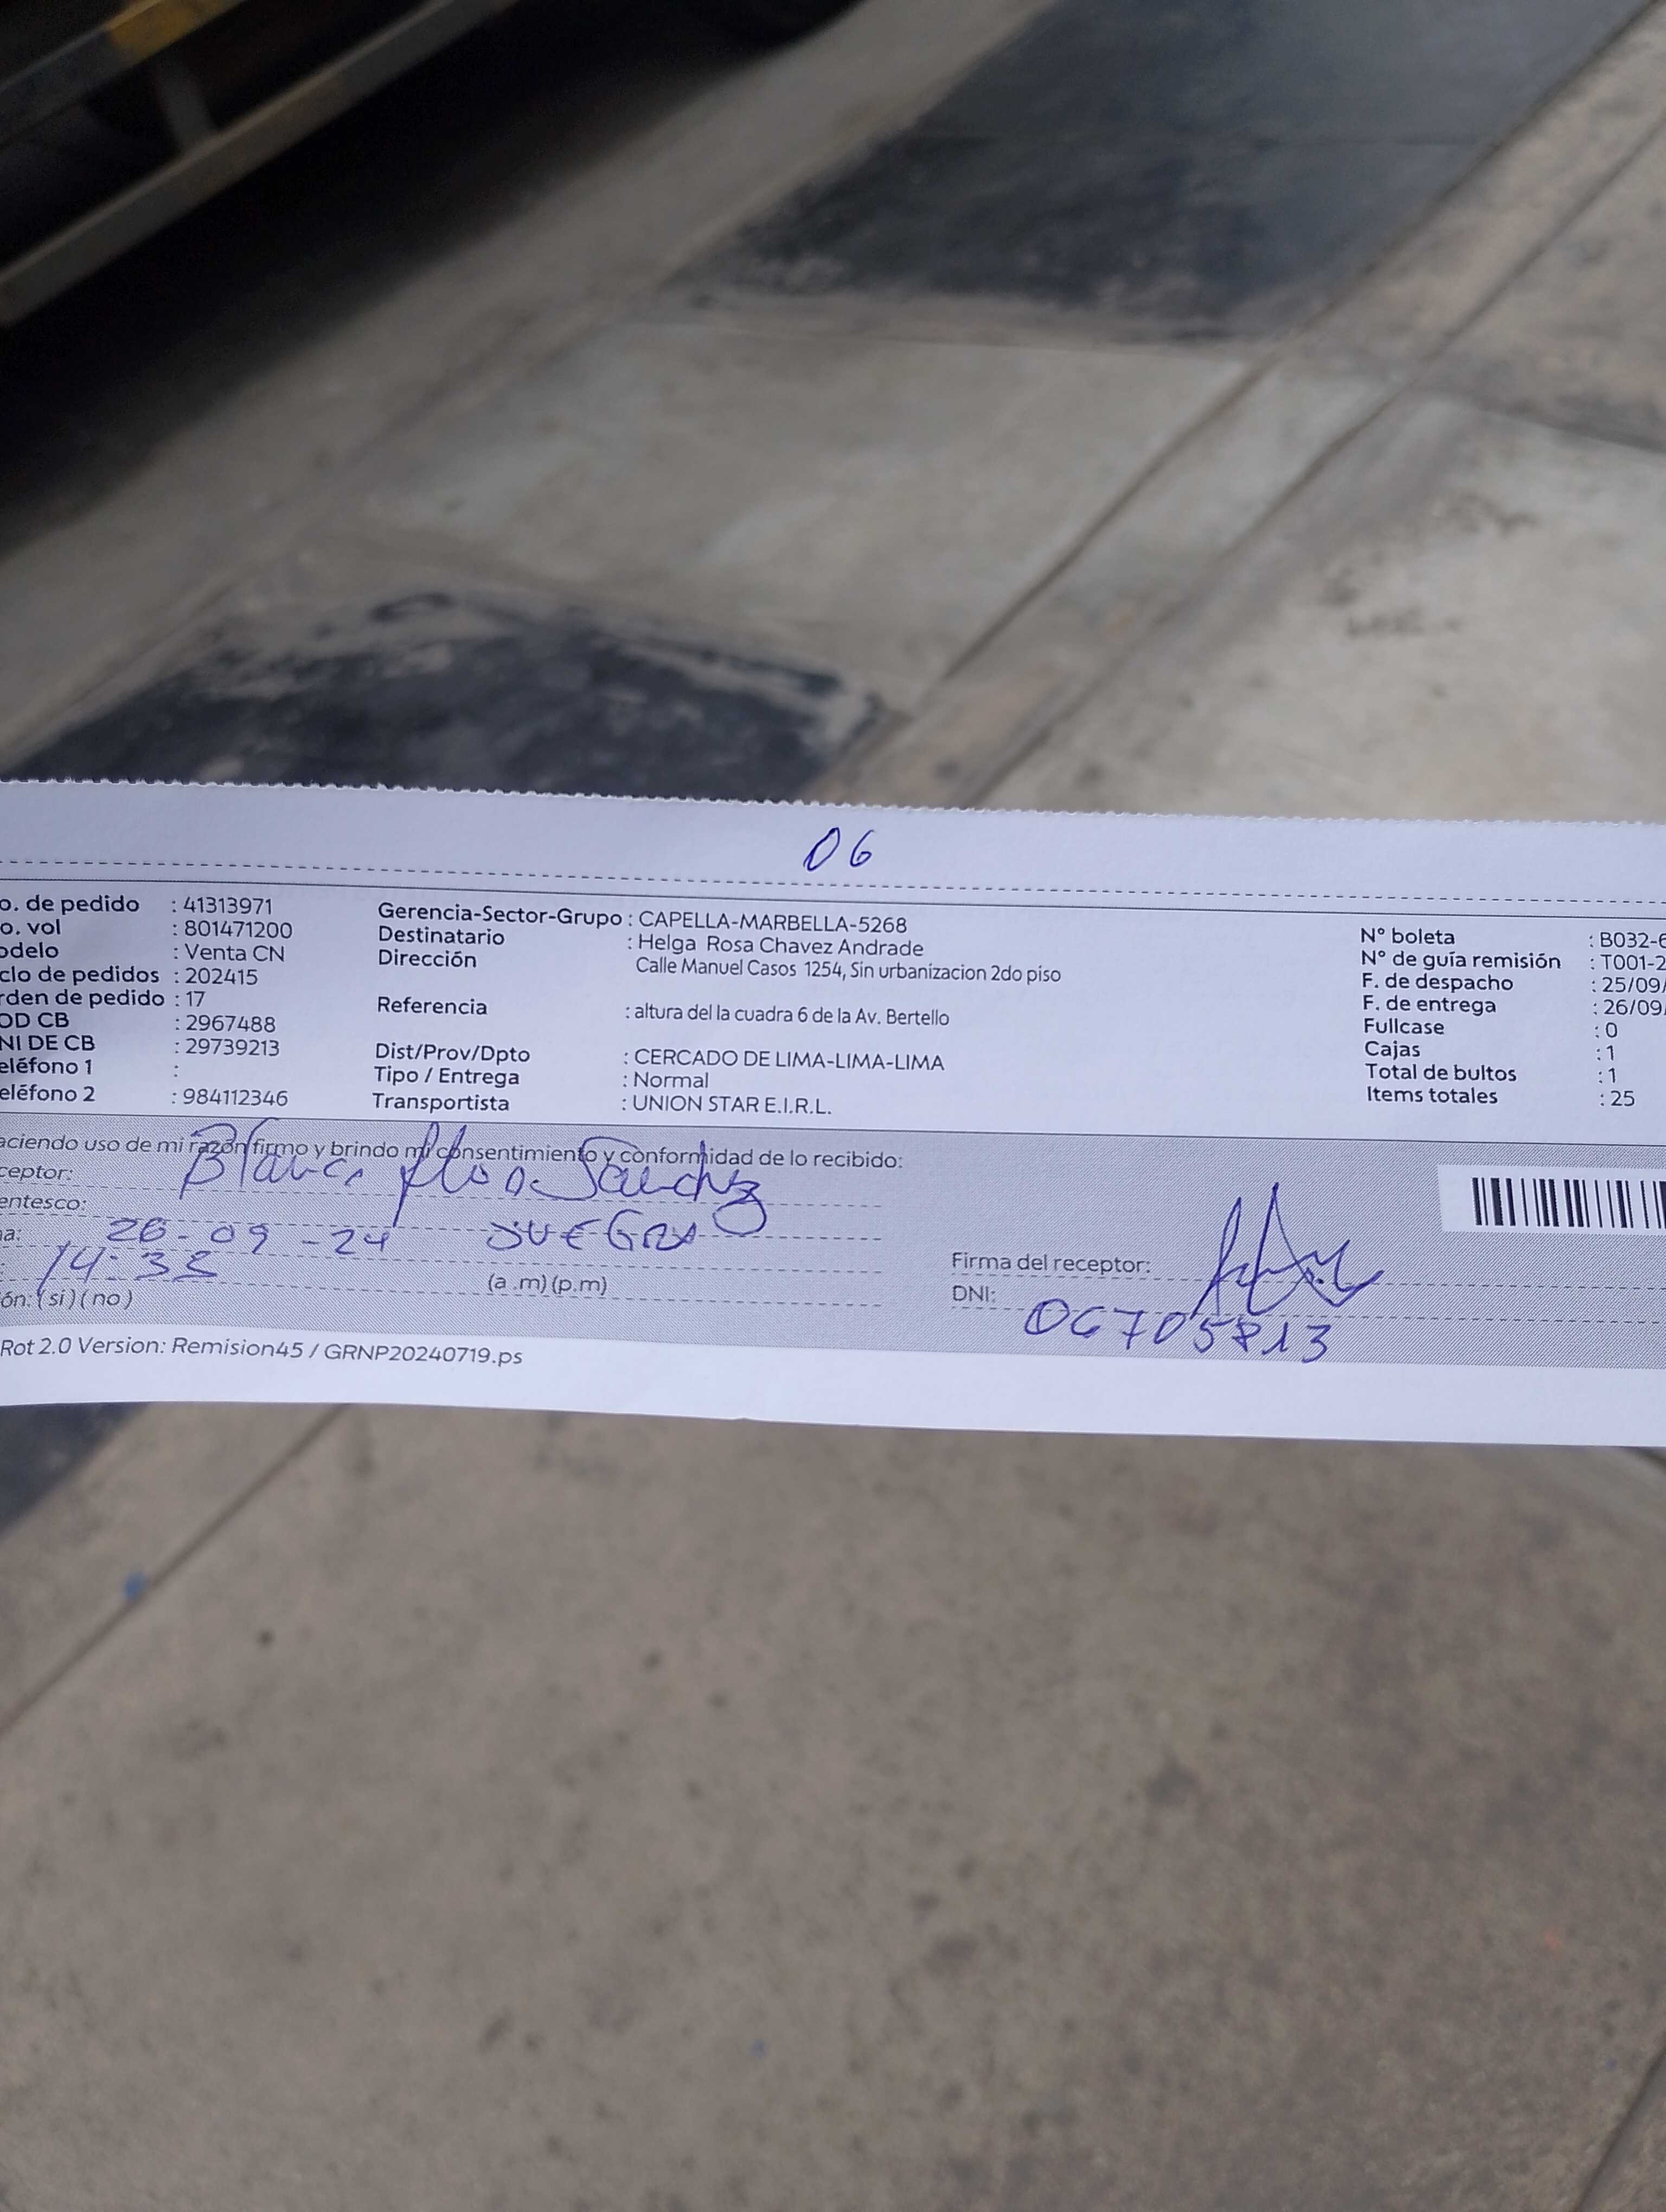 06
o. de pedido : 41313971
o. vol : 801471200
odelo : Venta CN
clo de pedidos : 202415
rden de pedido : 17
OD CB : 2967488
NI DE CB : 29739213
eléfono 1 :
eléfono 2 : 984112346
Gerencia-Sector-Grupo : CAPELLA-MARBELLA-5268
Destinatario : Helga Rosa Chavez Andrade
Dirección Calle Manuel Casos 1254, Sin urbanizacion 2do piso
Referencia : altura del la cuadra 6 de la Av. Bertello
Dist/Prov/Dpto : CERCADO DE LIMA-LIMA-LIMA
Tipo / Entrega : Normal
Transportista : UNION STAR E.I.R.L.
N° boleta : B032-6
N° de guía remisión : T001-2
F. de despacho : 25/09/
F. de entrega : 26/09/
Fullcase : 0
Cajas : 1
Total de bultos : 1
Items totales : 25
aciendo uso de mi razón firmo y brindo mi consentimiento y conformidad de lo recibido:
ceptor: Blanca Sanchez
entesco: SUEGRA
a: 26-09-24
: 14:33 (a .m) (p.m)
ón: (si) (no)
Firma del receptor:
DNI: 06705813
Rot 2.0 Version: Remision45 / GRNP20240719.ps